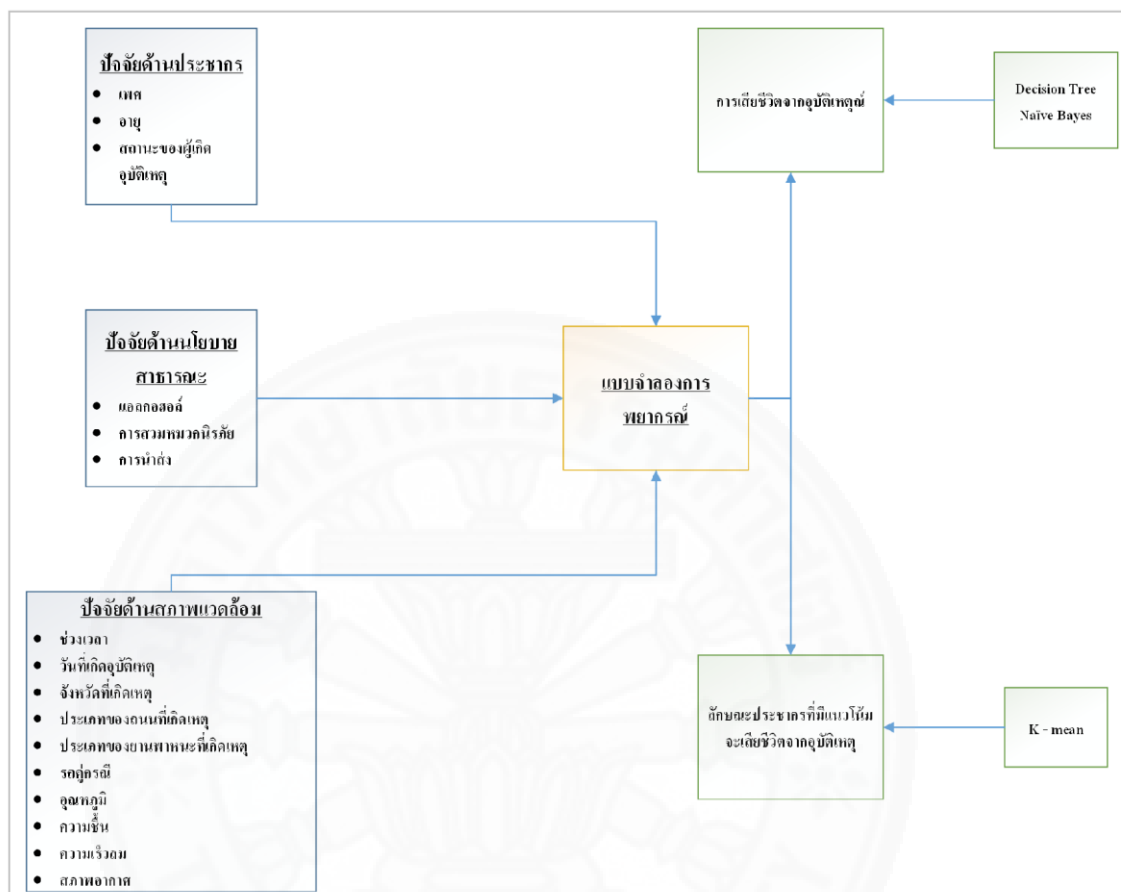 ปัจจัยด้านประชากร
• เพศ
• อายุ
• สถานะของผู้เกิด
อุบัติเหตุ
การเสียชีวิตจากอุบัติเหตุณ์
Decision Tree
Naïve Bayes
ปัจจัยด้านนโยบาย
สาธารณะ
• แอลกอฮอล์
• การสวมหมวกนิรภัย
• การนำส่ง
แบบจำลองการ
พยากรณ์
ปัจจัยด้านสภาพแวดล้อม
• ช่วงเวลา
• วันที่เกิดอุบัติเหตุ
• จังหวัดที่เกิดเหตุ
• ประเภทของถนนที่เกิดเหตุ
• ประเภทของยานพาหนะที่เกิดเหตุ
• รถคู่กรณี
• อุณหภูมิ
• ความชื้น
• ความเร็วลม
• สภาพอากาศ
ลักษณะประชากรที่มีแนวโน้ม
จะเสียชีวิตจากอุบัติเหตุ
K - mean